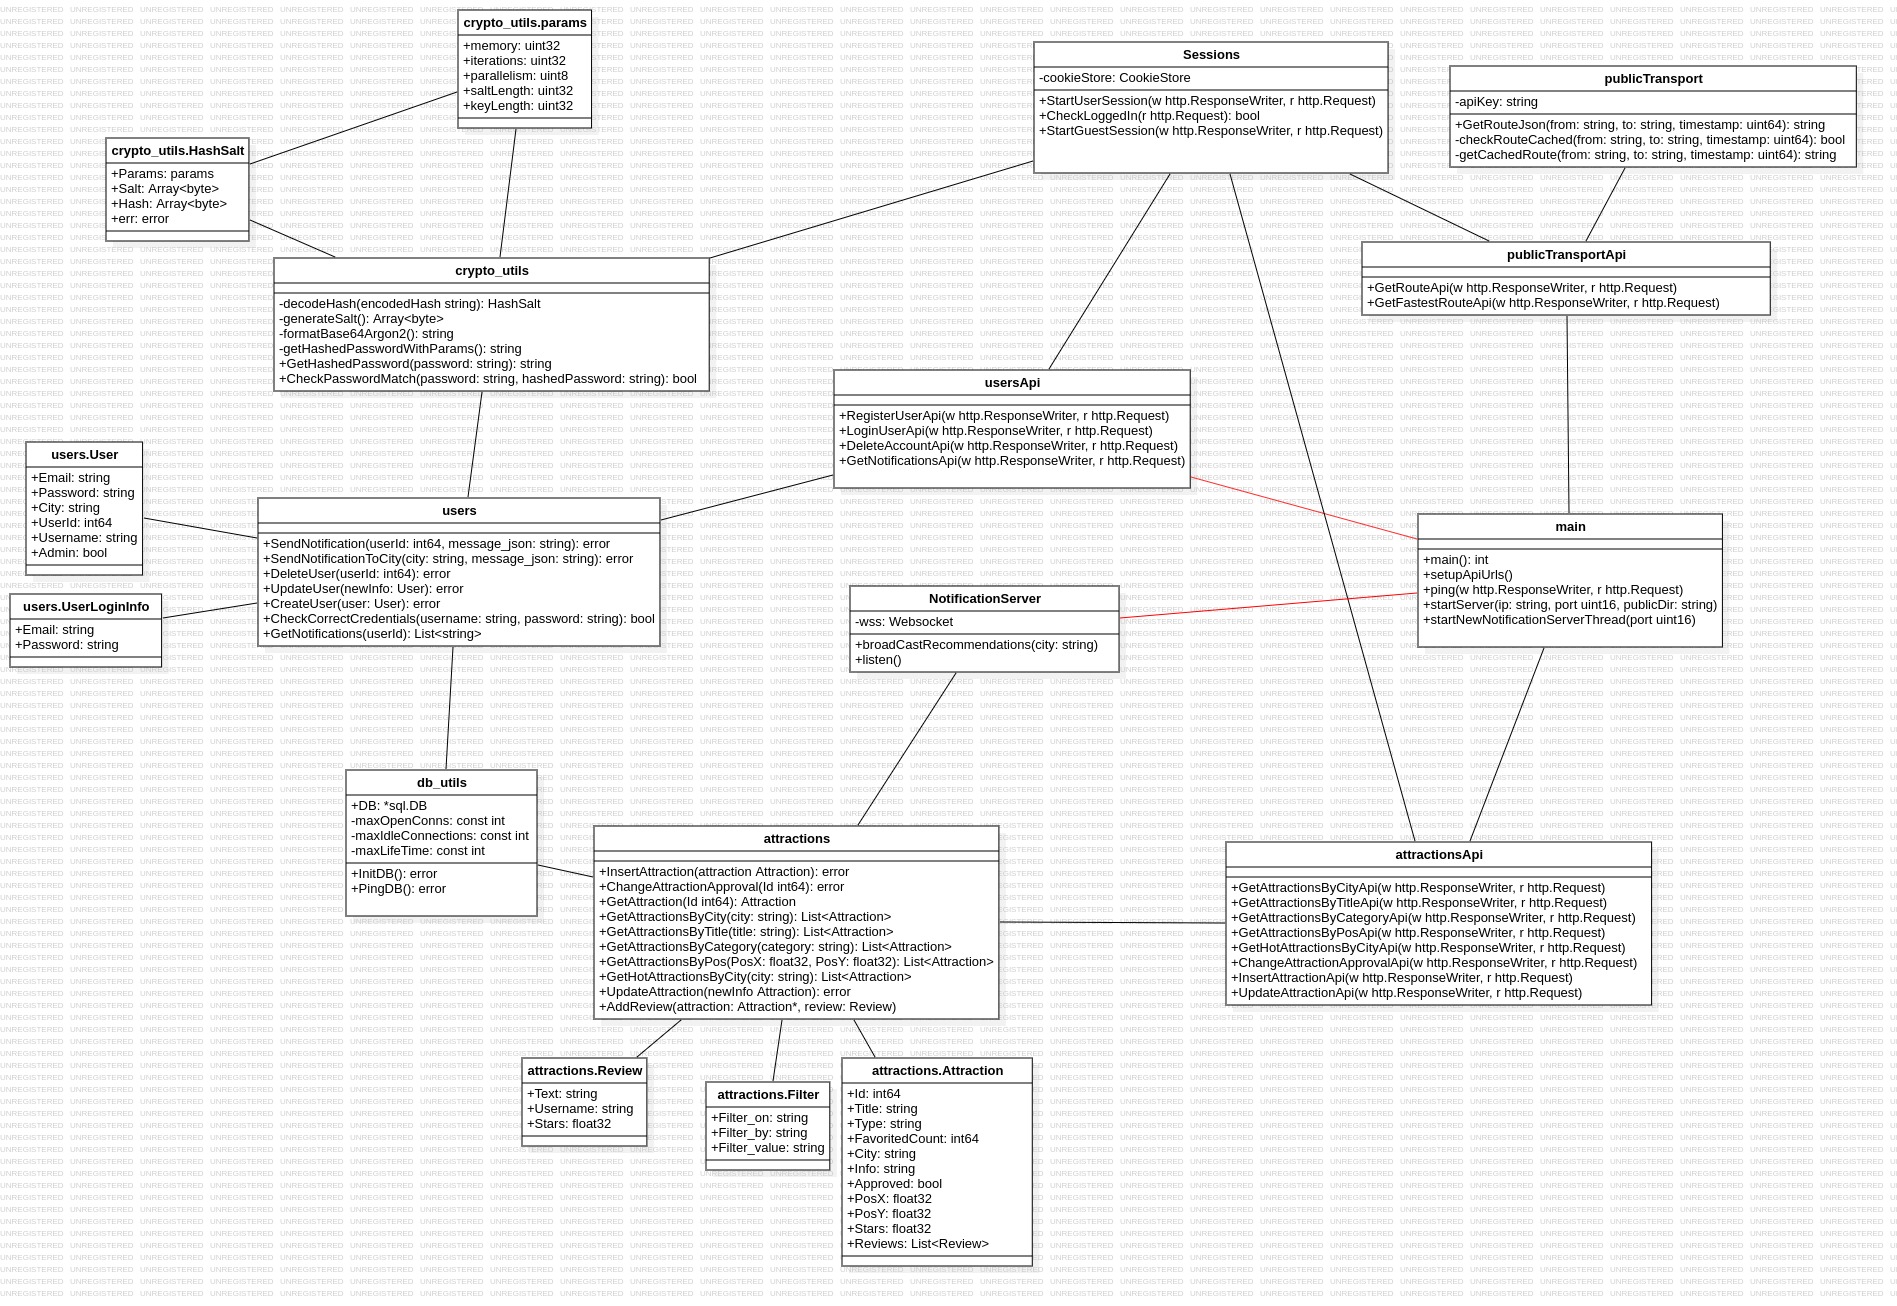 crypto_utils.params
+memory: uint32
+iterations: uint32
+parallelism: uint8
+saltLength: uint32
+keyLength: uint32
Sessions
-cookieStore: CookieStore
+StartUserSession(w http.ResponseWriter, r http.Request)
+CheckLoggedIn(r http.Request): bool
+StartGuestSession(w http.ResponseWriter, r http.Request)
publicTransport
-apiKey: string
+GetRouteJson(from: string, to: string, timestamp: uint64): string
-checkRouteCached(from: string, to: string, timestamp: uint64): bool
-getCachedRoute(from: string, to: string, timestamp: uint64): string
crypto_utils.HashSalt
+Params: params
+Salt: Array<byte>
+Hash: Array<byte>
+err: error
publicTransportApi
+GetRouteApi(w http.ResponseWriter, r http.Request)
+GetFastestRouteApi(w http.ResponseWriter, r http.Request)
crypto_utils
-decodeHash(encodedHash string): HashSalt
-generateSalt(): Array<byte>
-formatBase64Argon2(): string
-getHashedPasswordWithParams(): string
+GetHashedPassword(password: string): string
+CheckPasswordMatch(password: string, hashedPassword: string): bool
usersApi
+RegisterUserApi(w http.ResponseWriter, r http.Request)
+LoginUserApi(w http.ResponseWriter, r http.Request)
+DeleteAccountApi(w http.ResponseWriter, r http.Request)
+GetNotificationsApi(w http.ResponseWriter, r http.Request)
users.User
+Email: string
+Password: string
+City: string
+UserId: int64
+Username: string
+Admin: bool
users
+SendNotification(userId: int64, message_json: string): error
+SendNotificationToCity(city: string, message_json: string): error
+DeleteUser(userId: int64): error
+UpdateUser(newInfo: User): error
+CreateUser(user: User): error
+CheckCorrectCredentials(username: string, password: string): bool
+GetNotifications(userId): List<string>
main
+main(): int
+setupApiUrls()
+ping(w http.ResponseWriter, r http.Request)
+startServer(ip: string, port uint16, publicDir: string)
+startNewNotificationServerThread(port uint16)
users.UserLoginInfo
+Email: string
+Password: string
NotificationServer
-wss: Websocket
+broadCastRecommendations(city: string)
+listen()
db_utils
+DB: *sql.DB
-maxOpenConns: const int
-maxIdleConnections: const int
-maxLifeTime: const int
+InitDB(): error
+PingDB(): error
attractions
+InsertAttraction(attraction Attraction): error
+ChangeAttractionApproval(Id int64): error
+GetAttraction(Id int64): Attraction
+GetAttractionsByCity(city: string): List<Attraction>
+GetAttractionsByTitle(title: string): List<Attraction>
+GetAttractionsByCategory(category: string): List<Attraction>
+GetAttractionsByPos(PosX: float32, PosY: float32): List<Attraction>
+GetHotAttractionsByCity(city: string): List<Attraction>
+UpdateAttraction(newInfo Attraction): error
+AddReview(attraction: Attraction*, review: Review)
attractionsApi
+GetAttractionsByCityApi(w http.ResponseWriter, r http.Request)
+GetAttractionsByTitleApi(w http.ResponseWriter, r http.Request)
+GetAttractionsByCategoryApi(w http.ResponseWriter, r http.Request)
+GetAttractionsByPosApi(w http.ResponseWriter, r http.Request)
+GetHotAttractionsByCityApi(w http.ResponseWriter, r http.Request)
+ChangeAttractionApprovalApi(w http.ResponseWriter, r http.Request)
+InsertAttractionApi(w http.ResponseWriter, r http.Request)
+UpdateAttractionApi(w http.ResponseWriter, r http.Request)
attractions.Review
+Text: string
+Username: string
+Stars: float32
attractions.Filter
+Filter_on: string
+Filter_by: string
+Filter_value: string
attractions.Attraction
+Id: int64
+Title: string
+Type: string
+FavoritedCount: int64
+City: string
+Info: string
+Approved: bool
+PosX: float32
+PosY: float32
+Stars: float32
+Reviews: List<Review>
UNREGISTERED